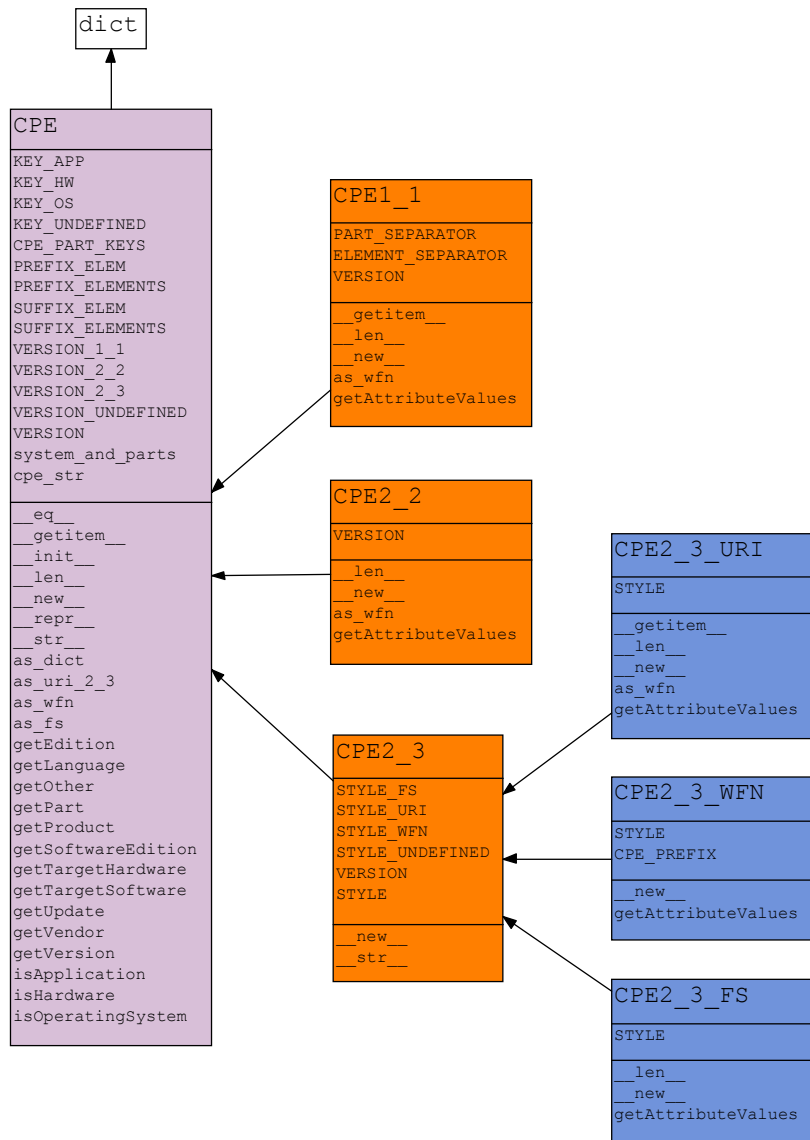 dict
CPE
KEY_APP
KEY_HW
KEY_OS
KEY_UNDEFINED
CPE_PART_KEYS
PREFIX_ELEM
PREFIX_ELEMENTS
SUFFIX_ELEM
SUFFIX_ELEMENTS
VERSION_1_1
VERSION_2_2
VERSION_2_3
VERSION_UNDEFINED
VERSION
system_and_parts
cpe_str
__eq__
__getitem__
__init__
__len__
__new__
__repr__
__str__
as_dict
as_uri_2_3
as_wfn
as_fs
getEdition
getLanguage
getOther
getPart
getProduct
getSoftwareEdition
getTargetHardware
getTargetSoftware
getUpdate
getVendor
getVersion
isApplication
isHardware
isOperatingSystem
CPE1_1
PART_SEPARATOR
ELEMENT_SEPARATOR
VERSION
__getitem__
__len__
__new__
as_wfn
getAttributeValues
CPE2_2
VERSION
__len__
__new__
as_wfn
getAttributeValues
CPE2_3
STYLE_FS
STYLE_URI
STYLE_WFN
STYLE_UNDEFINED
VERSION
STYLE
__new__
__str__
CPE2_3_URI
STYLE
__getitem__
__len__
__new__
as_wfn
getAttributeValues
CPE2_3_WFN
STYLE
CPE_PREFIX
__new__
getAttributeValues
CPE2_3_FS
STYLE
__len__
__new__
getAttributeValues